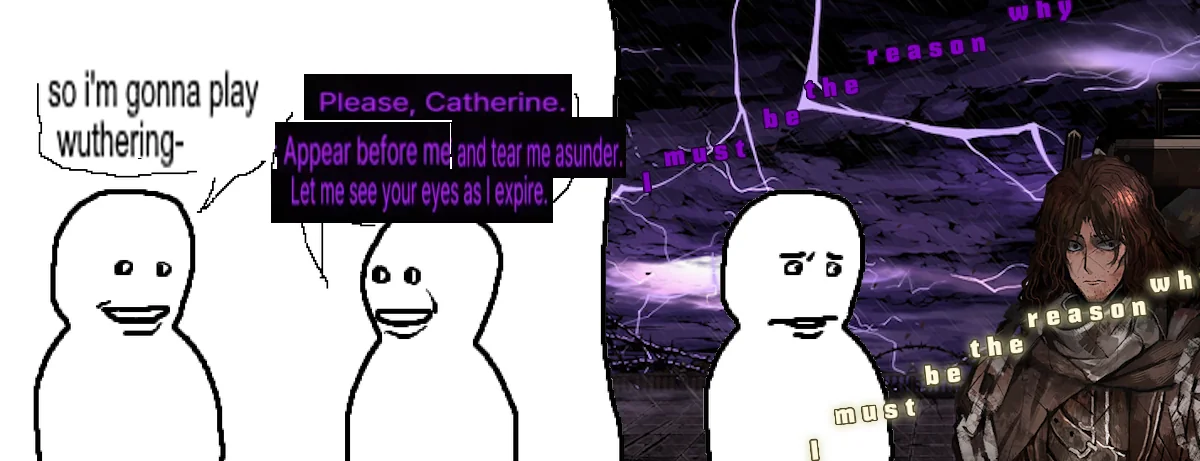 so i'm gonna play
wuthering-
Please, Catherine.
Appear before me and tear me asunder.
Let me see your eyes as I expire.
I must be the reason why
I must be the reason wh